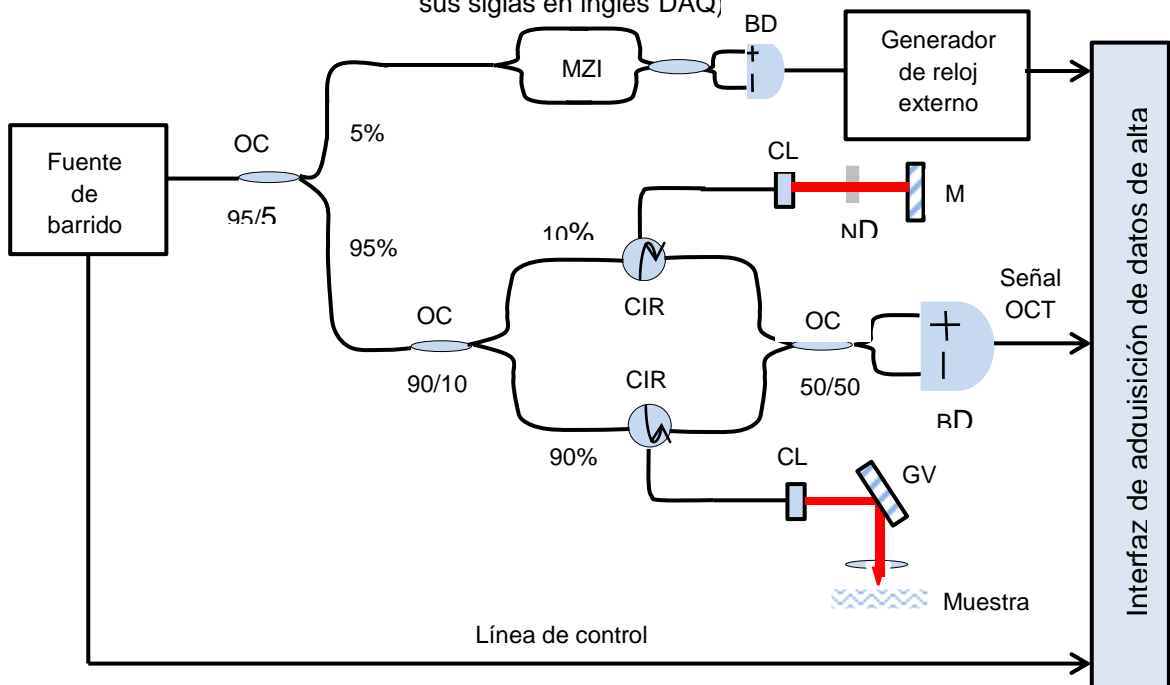 sus siglas en inglés DAQ)
BD
MZI
Generador
de reloj
externo
5%
OC
95/5
Fuente
de
barrido
95%
CL
M
ND
10%
CIR
OC
90/10
CIR
90%
OC
50/50
BD
Señal
OCT
CL
GV
Muestra
Línea de control
Interfaz de adquisición de datos de alta